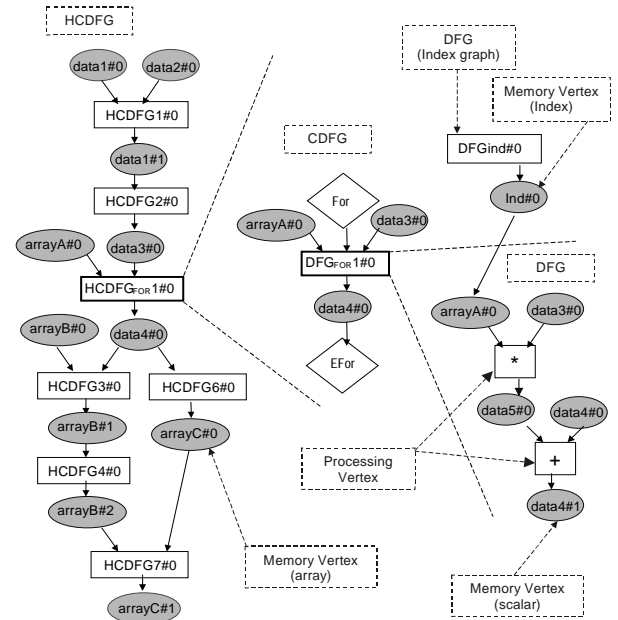 HCDFG
data1#0
data2#0
HCDFG1#0
data1#1
HCDFG2#0
arrayA#0
data3#0
HCDFGFOR1#0
arrayB#0
data4#0
HCDFG3#0
HCDFG6#0
arrayB#1
arrayC#0
HCDFG4#0
arrayB#2
HCDFG7#0
arrayC#1
Memory Vertex
(array)
CDFG
For
arrayA#0
data3#0
DFGFOR1#0
data4#0
EFor
DFG
(Index graph)
Memory Vertex
(Index)
DFGind#0
Ind#0
DFG
arrayA#0
data3#0
*
data5#0
data4#0
+
data4#1
Processing
Vertex
Memory Vertex
(scalar)